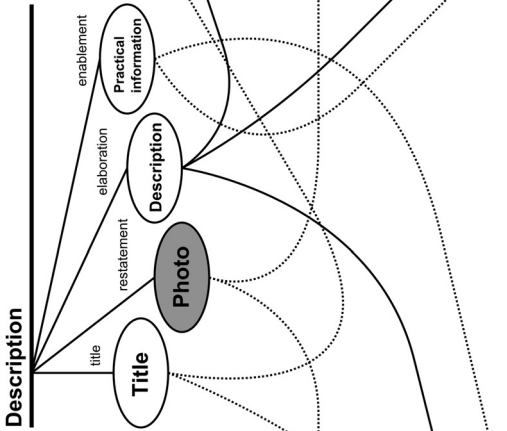 Description
title
restatement
elaboration
enablement
Title
Photo
Description
Practical
information